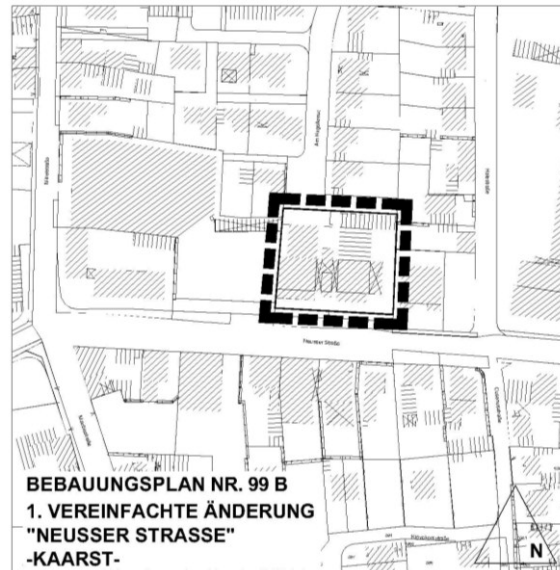 Neusser Straße
BEBAUUNGSPLAN NR. 99 B
1. VEREINFACHTE ÄNDERUNG
"NEUSSER STRASSE"
-KAARST-
N